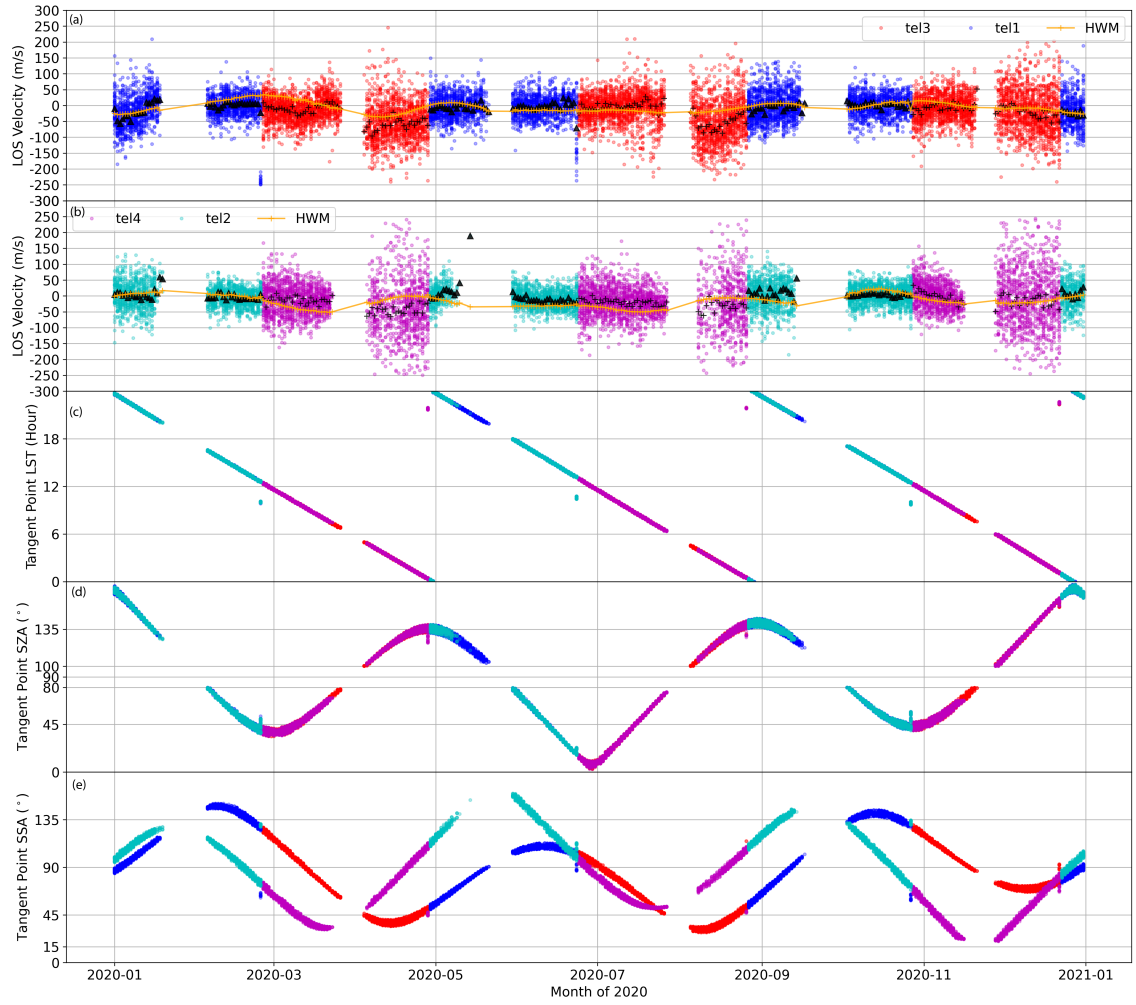 (a)
tel3 tel1 HWM
300
250
200
150
100
50
0
-50
-100
-150
-200
-250
-300
LOS Velocity (m/s)
(b)
tel4 tel2 HWM
250
200
150
100
50
0
-50
-100
-150
-200
-250
-300
LOS Velocity (m/s)
(c)
18
12
6
0
Tangent Point LST (Hour)
(d)
135
100
90
80
45
0
Tangent Point SZA (°)
(e)
135
90
45
15
0
Tangent Point SSA (°)
2020-01 2020-03 2020-05 2020-07 2020-09 2020-11 2021-01
Month of 2020